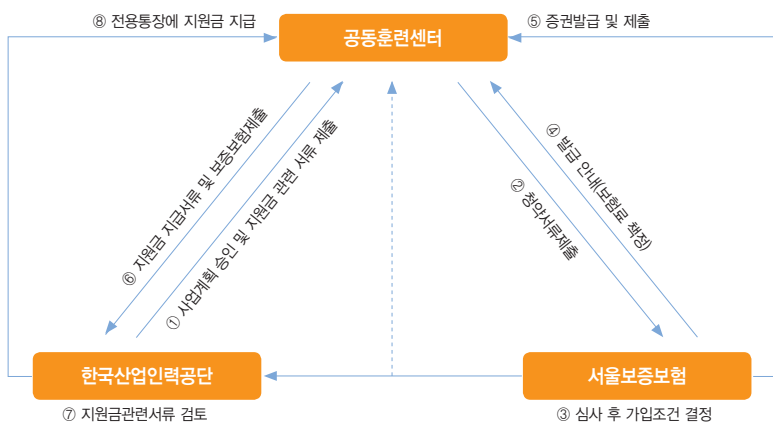 ⑧ 전용통장에 지원금 지급
⑤ 증권발급 및 제출
공동훈련센터
⑥ 지원금 지급서류 및 보증보험제출
① 사업계획 승인 및 지원금 관련 서류 제출
② 청약서류제출
④ 발급 안내(보험료 책정)
한국산업인력공단
서울보증보험
⑦ 지원금관련서류 검토
③ 심사 후 가입조건 결정